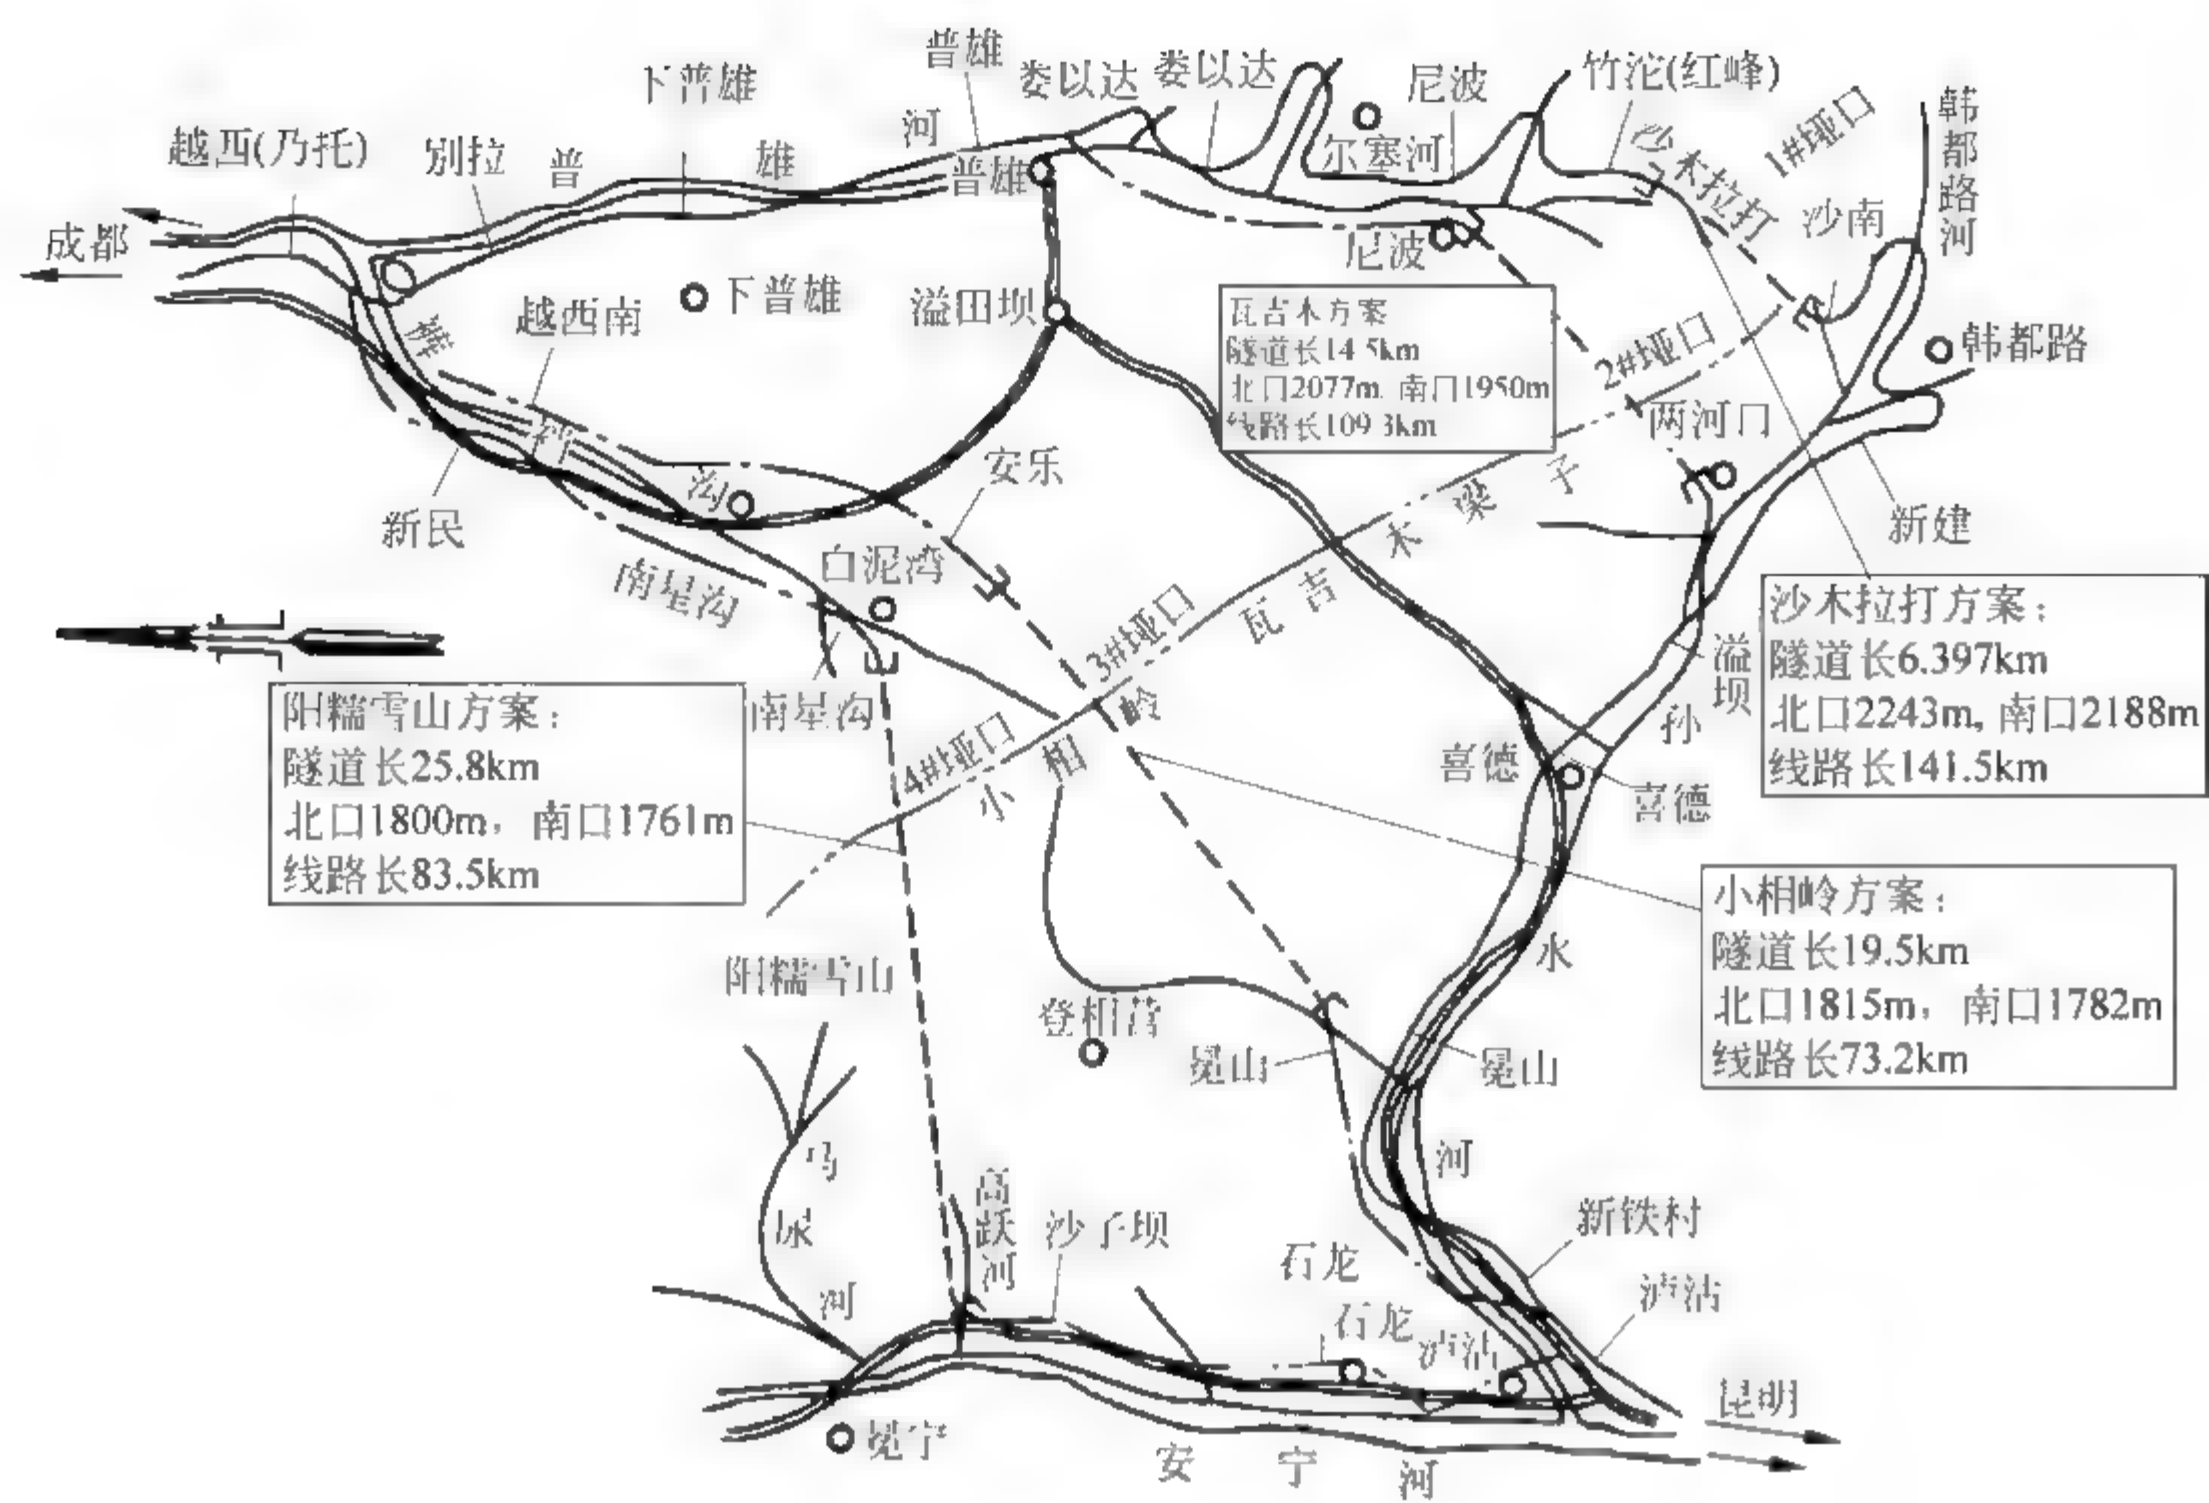 普雄
下普雄
娄以达
娄以达
尼波
竹沱(红峰)
1#垭口
韩都路河
越西(乃托)
别拉
普
雄
河
尔塞河
沙木拉打
普雄
沙南
成都
尼波
越西南
下普雄
溢田坝
瓦吉木方案
隧道长14.5km
北口2077m, 南口1950m
线路长109.3km
2#垭口
韩都路
两河口
安乐
子
梁
木
吉
瓦
沟
新民
新建
白泥湾
南星沟
3#垭口
沙木拉打方案：
隧道长6.397km
北口2243m, 南口2188m
线路长141.5km
溢坝
阳糯雪山方案：
隧道长25.8km
北口1800m，南口1761m
线路长83.5km
南星沟
4#垭口
岭
相
小
孙
喜德
喜德
小相岭方案：
隧道长19.5km
北口1815m，南口1782m
线路长73.2km
水
阳糯雪山
登相营
冕山
冕山
马
尿
河
河
高跃河
沙子坝
新铁村
石龙
石龙
泸沽
泸沽
昆明
冕宁
安
宁
河